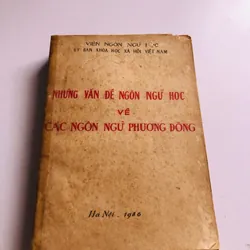 VIỆN NGÔN NGỮ HỌC
ỦY BAN KHOA HỌC XÃ HỘI VIỆT NAM
NHỮNG VẤN ĐỀ NGÔN NGỮ HỌC
VỀ
CÁC NGÔN NGỮ PHƯƠNG ĐÔNG
Hà Nội, 1986